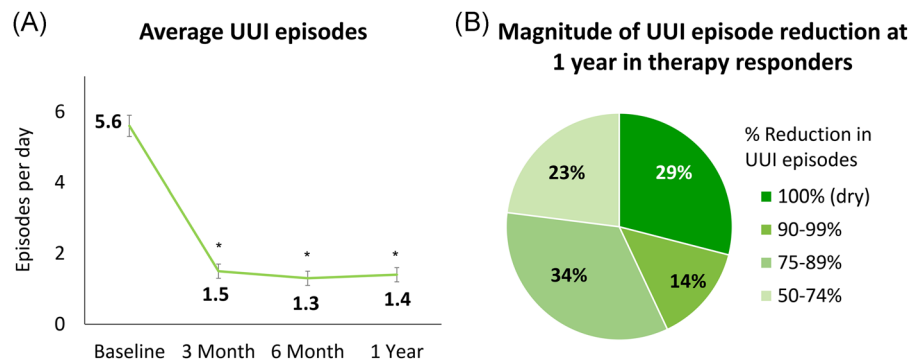 (A)
Average UUI episodes
Episodes per day
6
4
2
0
5.6
*
*
*
1.5
1.3
1.4
Baseline
3 Month
6 Month
1 Year
(B)
Magnitude of UUI episode reduction at
1 year in therapy responders
29%
14%
34%
23%
% Reduction in
UUI episodes
100% (dry)
90-99%
75-89%
50-74%